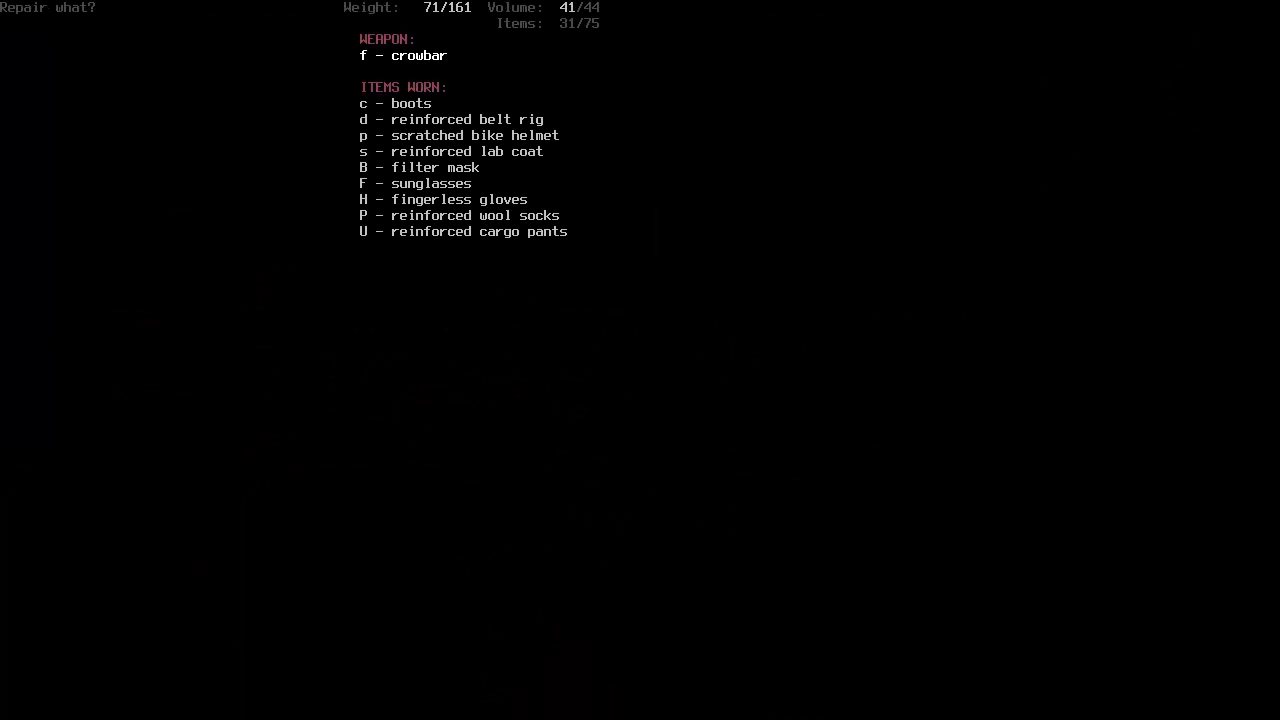 Repair what? Weight: 71/161 Volume: 41/44
Items: 31/75
WEAPON:
f - crowbar
ITEMS WORN:
c - boots
d - reinforced belt rig
p - scratched bike helmet
s - reinforced lab coat
B - filter mask
F - sunglasses
H - fingerless gloves
P - reinforced wool socks
U - reinforced cargo pants